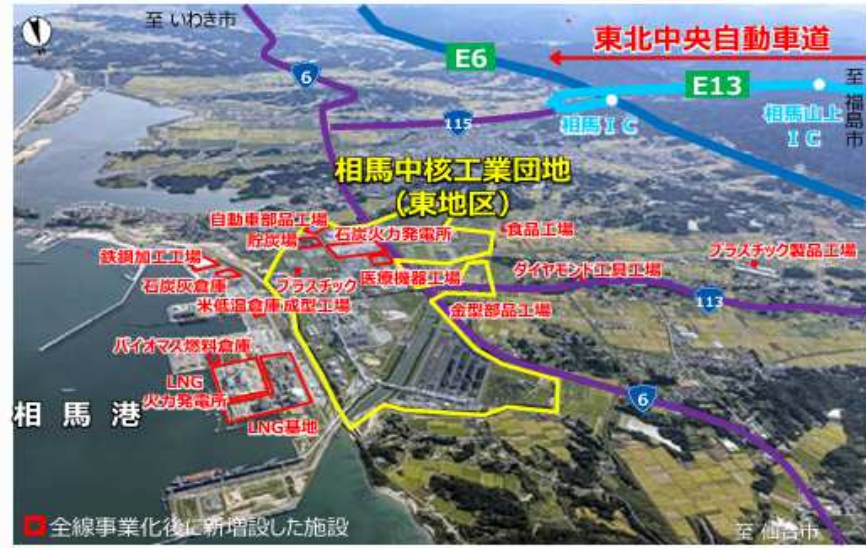 至 いわき市
東北中央自動車道
E6
E13
6
至 福島市
115
相馬IC
相馬山上
IC
相馬中核工業団地
(東地区)
自動車部品工場
貯炭場
石炭火力発電所
食品工場
鉄鋼加工工場
石炭灰倉庫
プラスチック
成型工場
医療機器工場
ダイヤモンド工具工場
プラスチック製品工場
米低温倉庫
金型部品工場
113
バイオマス燃料倉庫
LNG
火力発電所
相馬港
LNG基地
6
全線事業化後に新増設した施設
至 仙台市